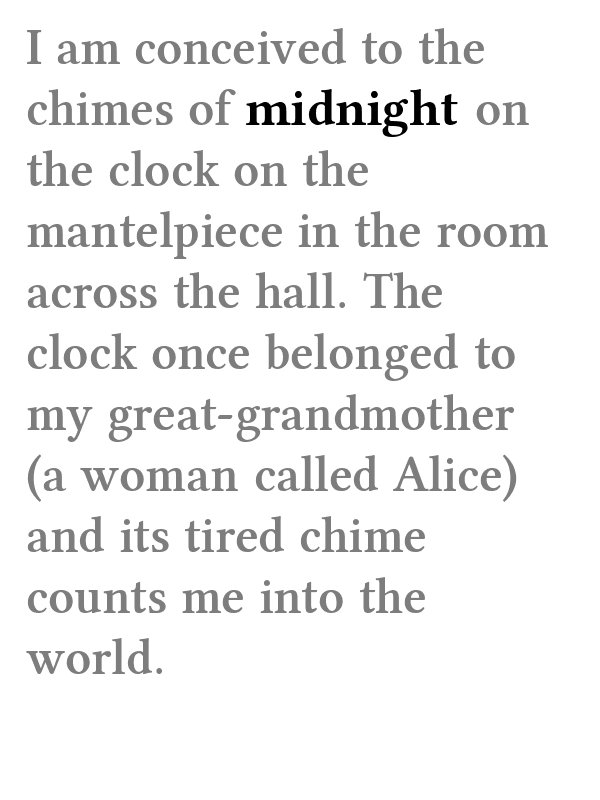 I am conceived to the
chimes of midnight on
the clock on the
mantelpiece in the room
across the hall. The
clock once belonged to
my great-grandmother
(a woman called Alice)
and its tired chime
counts me into the
world.